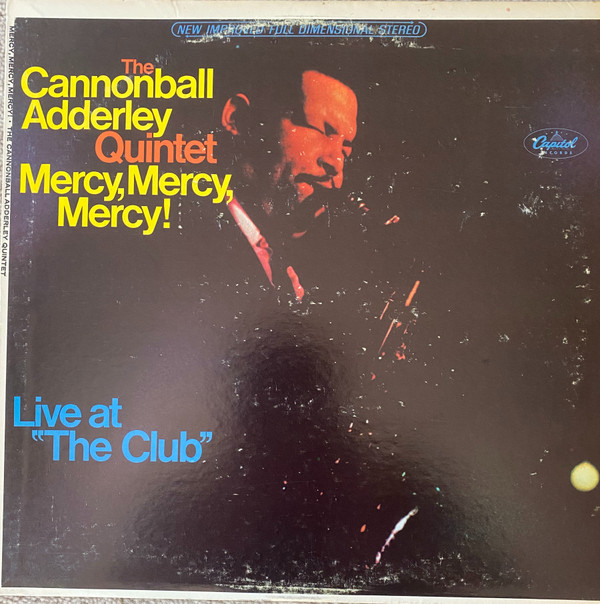 NEW IMPROVED FULL DIMENSIONAL STEREO
The
Cannonball
Adderley
Quintet
Mercy, Mercy,
Mercy!
Capitol
RECORDS
Live at
"The Club"
MERCY, MERCY, MERCY! • THE CANNONBALL ADDERLEY QUINTET